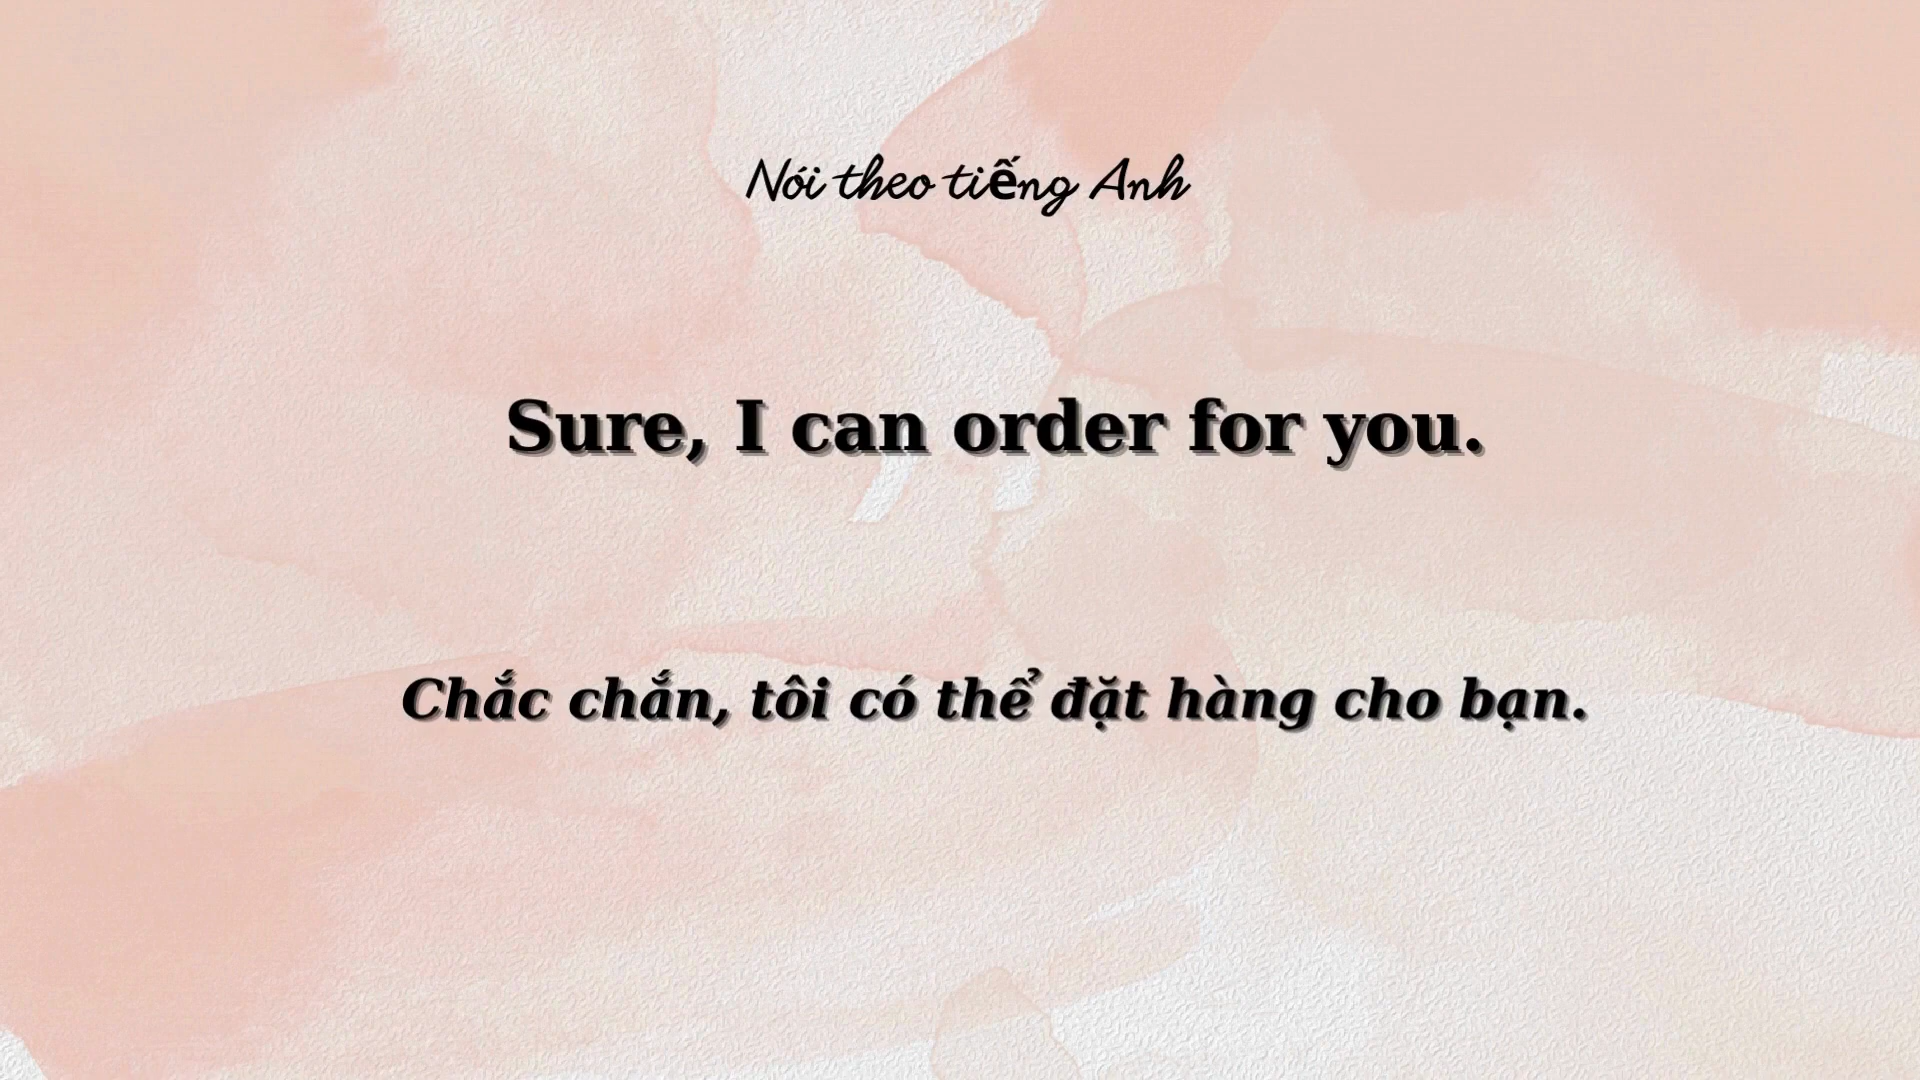 Nói theo tiếng Anh
Sure, I can order for you.
Chắc chắn, tôi có thể đặt hàng cho bạn.